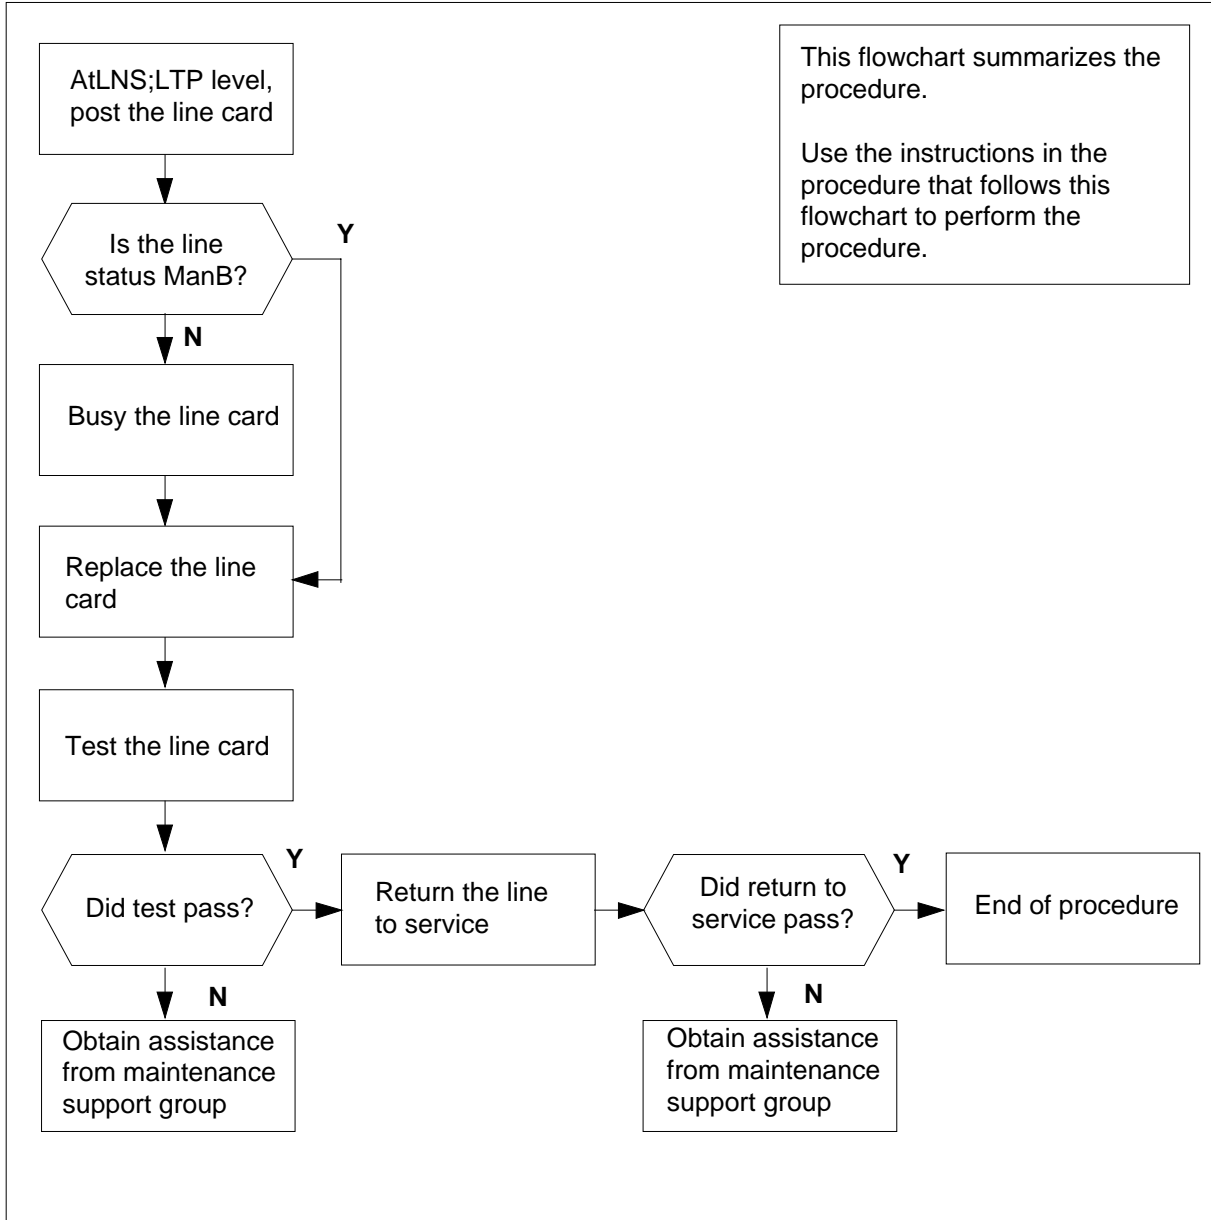 AtLNS;LTP level,
post the line card
This flowchart summarizes the
procedure.
Use the instructions in the
procedure that follows this
flowchart to perform the
procedure.
Is the line
status ManB?
Y
N
Busy the line card
Replace the line
card
Test the line card
Did test pass?
Y
Return the line
to service
Did return to
service pass?
Y
End of procedure
N
Obtain assistance
from maintenance
support group
N
Obtain assistance
from maintenance
support group